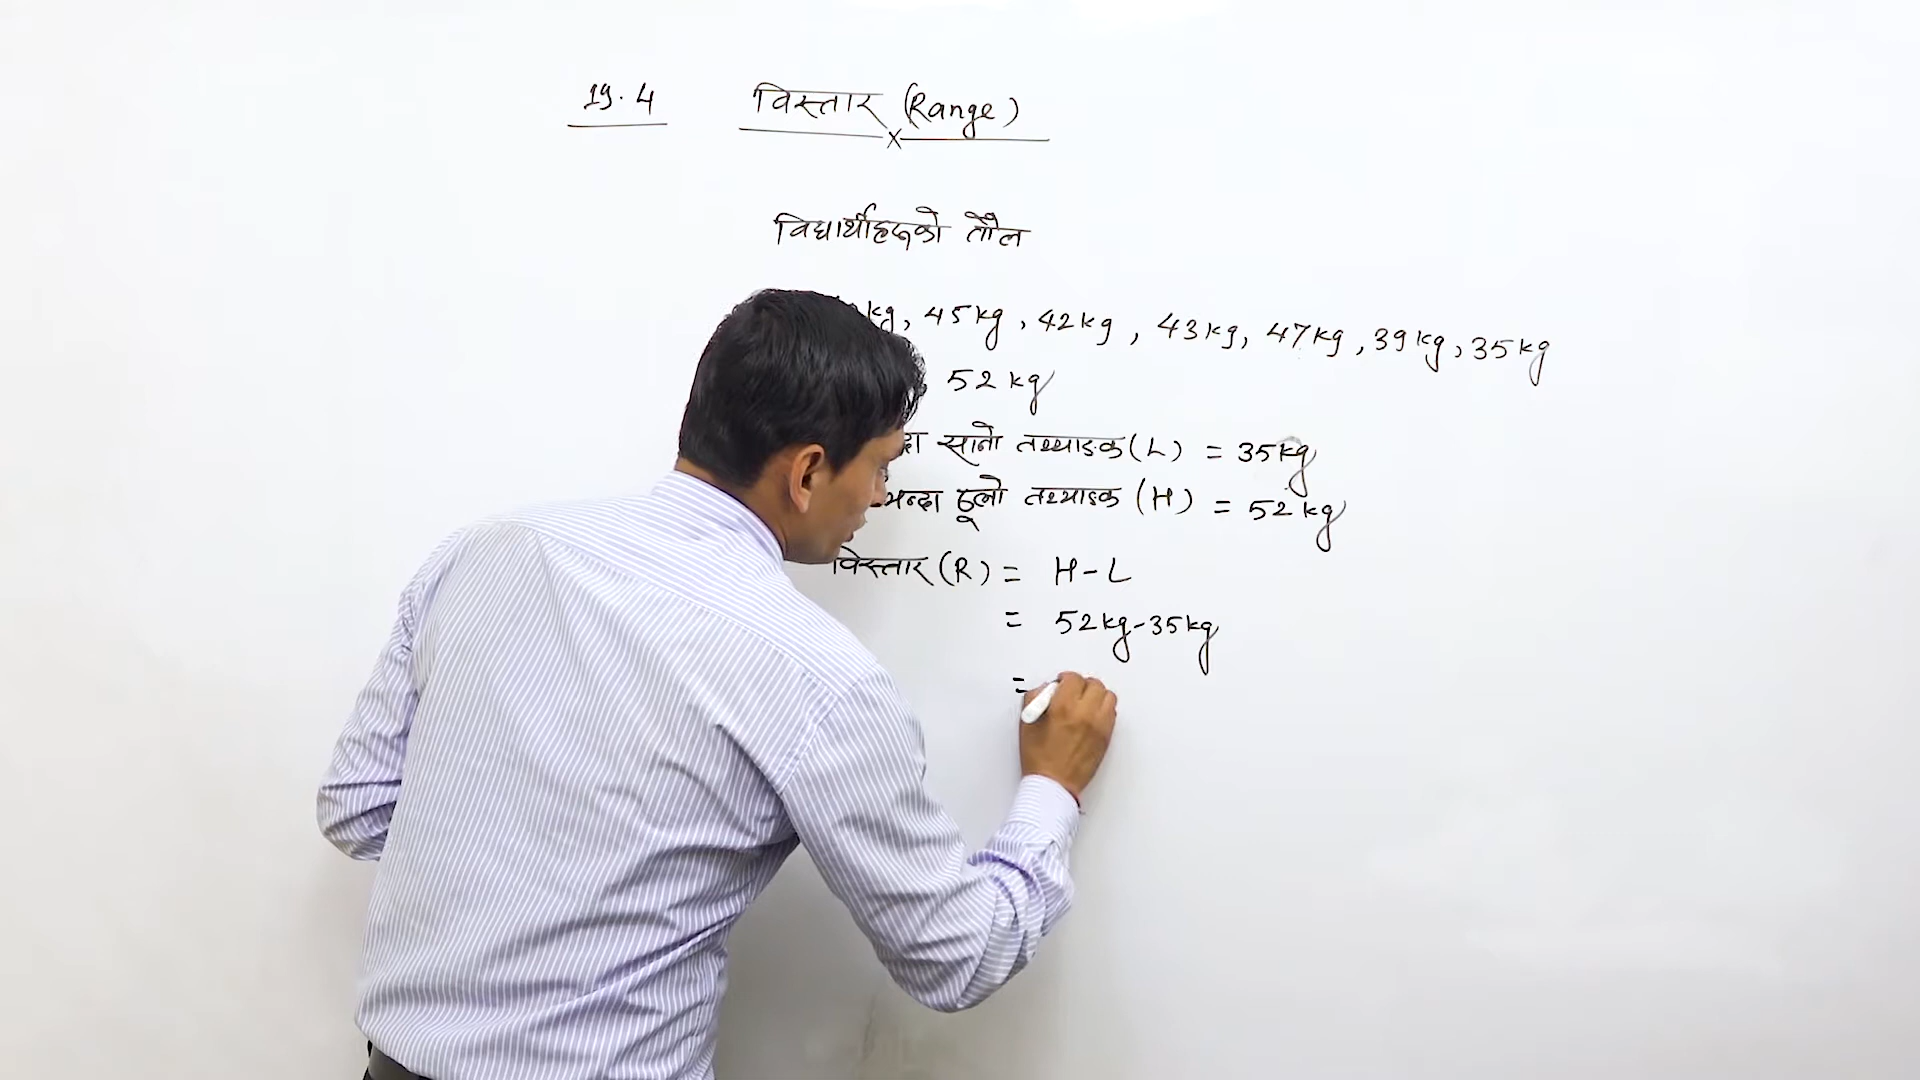 19.4 विस्तार (Range)
विद्यार्थीहरूको तौल
kg, 45kg, 42kg, 43kg, 47kg, 39kg, 35kg
52kg
सानो तथ्याङ्क (L) = 35kg
भन्दा ठूलो तथ्याङ्क (H) = 52kg
विस्तार (R) = H-L
= 52kg-35kg
=